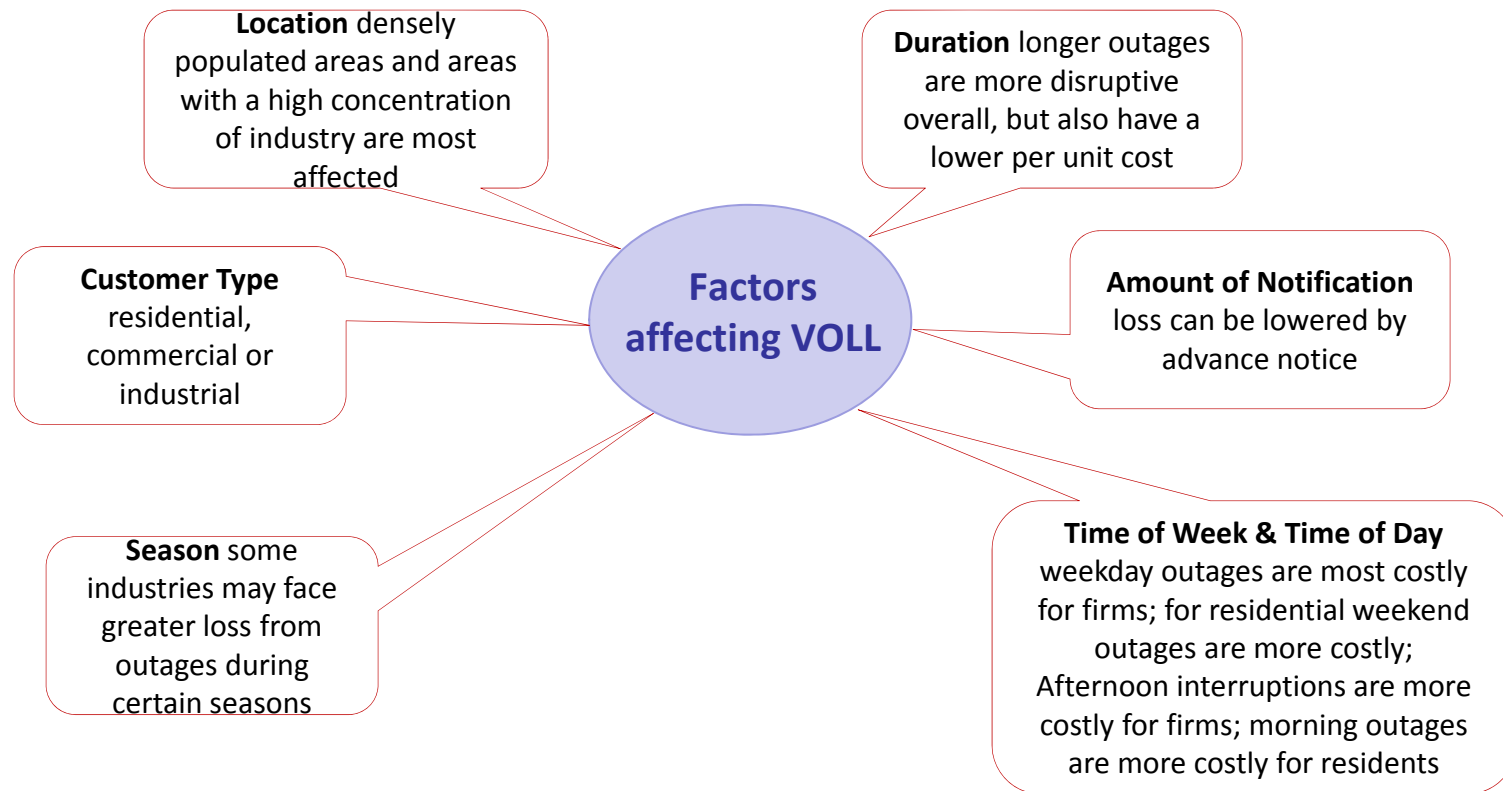 Location densely
populated areas and areas
with a high concentration
of industry are most
affected
Duration longer outages
are more disruptive
overall, but also have a
lower per unit cost
Customer Type
residential,
commercial or
industrial
Factors
affecting VOLL
Amount of Notification
loss can be lowered by
advance notice
Season some
industries may face
greater loss from
outages during
certain seasons
Time of Week & Time of Day
weekday outages are most costly
for firms; for residential weekend
outages are more costly;
Afternoon interruptions are more
costly for firms; morning outages
are more costly for residents